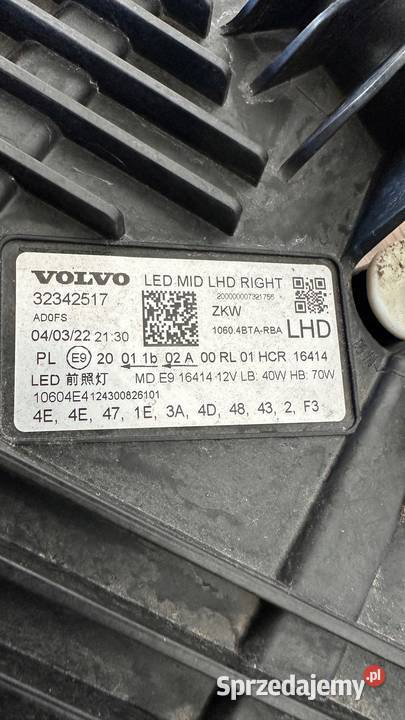 VOLVO LED MID LHD RIGHT
32342517 200000007321756
AD0FS ZKW
04/03/22 21:30 1060.4BTA-RBA LHD
PL E9 20 01 1b 02 A 00 RL 01 HCR 16414
LED 前照灯 MD E9 16414 12V LB: 40W HB: 70W
10604E4124300826101
4E, 4E, 47, 1E, 3A, 4D, 48, 43, 2, F3
Sprzedajemy.pl